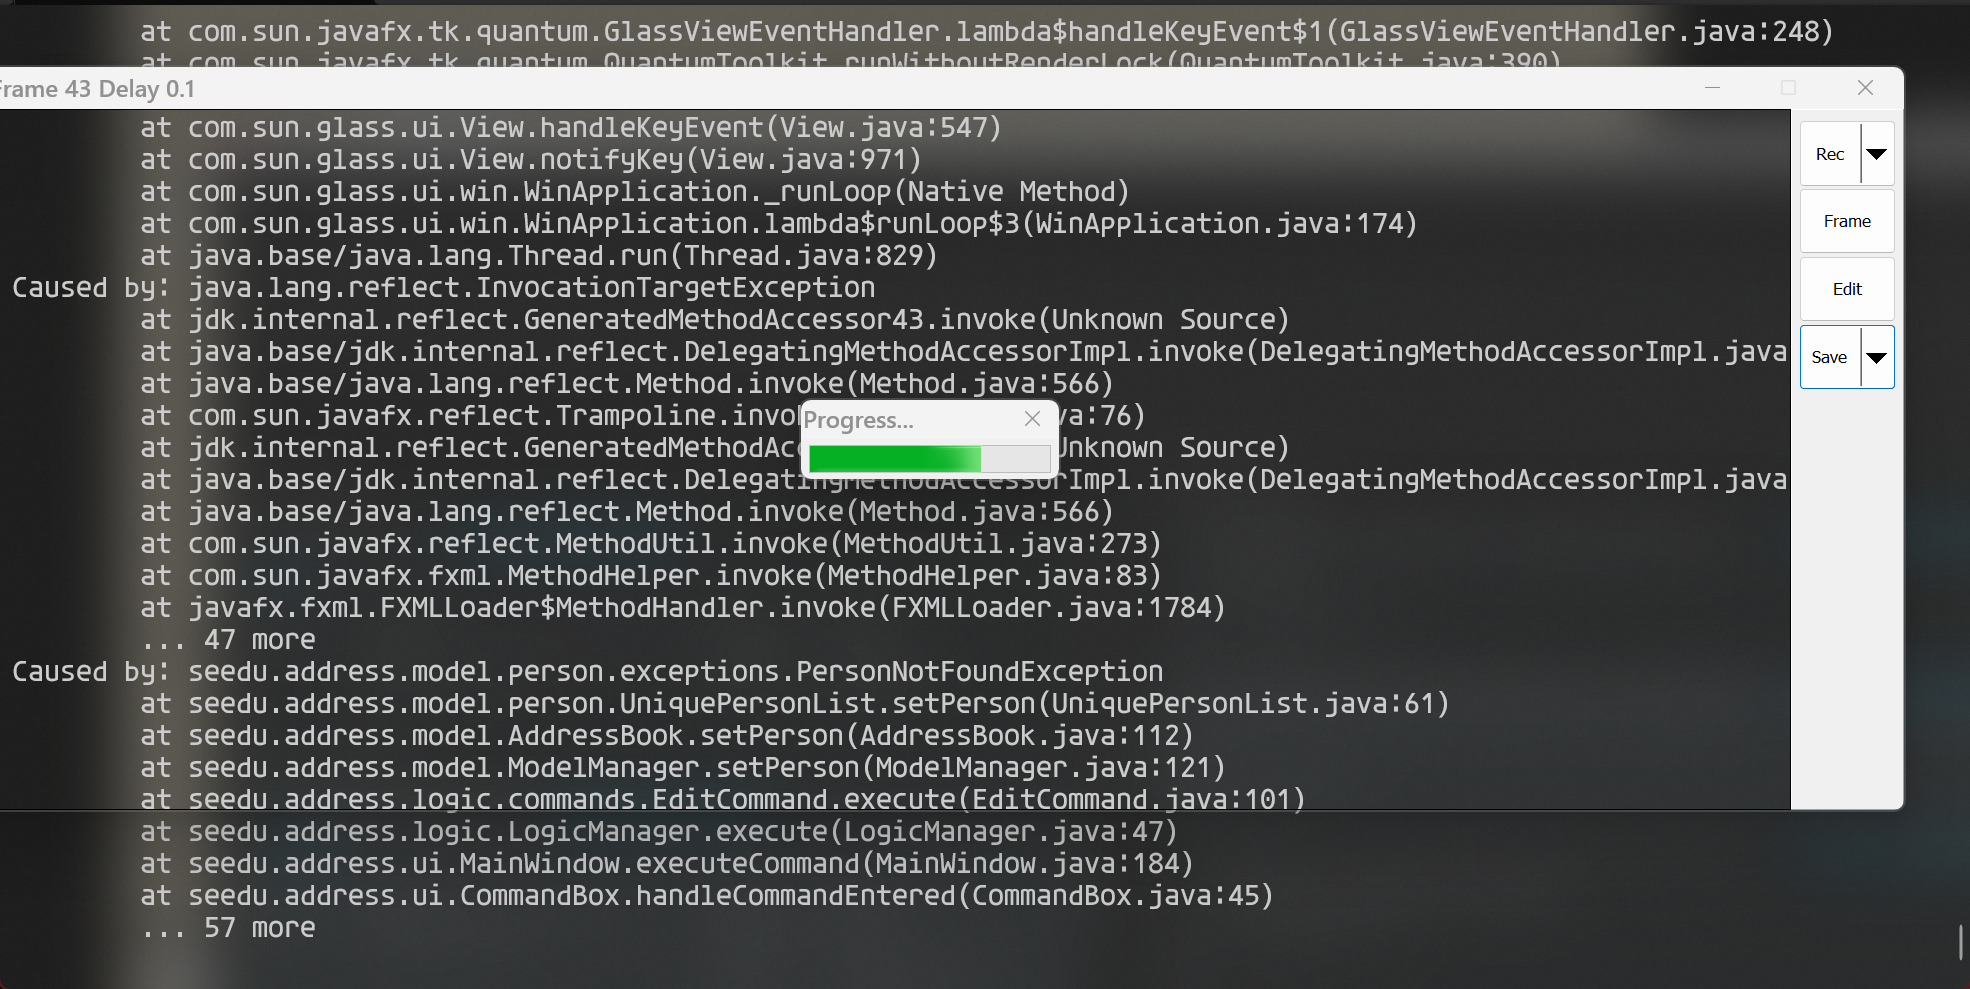 at com.sun.javafx.tk.quantum.GlassViewEventHandler.lambda$handleKeyEvent$1(GlassViewEventHandler.java:248)
at com.sun.javafx.tk.quantum.QuantumToolkit.runWithoutRenderLock(QuantumToolkit.java:390)
Frame 43 Delay 0.1
at com.sun.glass.ui.View.handleKeyEvent(View.java:547)
at com.sun.glass.ui.View.notifyKey(View.java:971)
at com.sun.glass.ui.win.WinApplication._runLoop(Native Method)
at com.sun.glass.ui.win.WinApplication.lambda$runLoop$3(WinApplication.java:174)
at java.base/java.lang.Thread.run(Thread.java:829)
Caused by: java.lang.reflect.InvocationTargetException
at jdk.internal.reflect.GeneratedMethodAccessor43.invoke(Unknown Source)
at java.base/jdk.internal.reflect.DelegatingMethodAccessorImpl.invoke(DelegatingMethodAccessorImpl.java
at java.base/java.lang.reflect.Method.invoke(Method.java:566)
at com.sun.javafx.reflect.Trampoline.invo va:76)
at jdk.internal.reflect.GeneratedMethodAc Unknown Source)
at java.base/jdk.internal.reflect.DelegatingMethodAccessorImpl.invoke(DelegatingMethodAccessorImpl.java
at java.base/java.lang.reflect.Method.invoke(Method.java:566)
at com.sun.javafx.reflect.MethodUtil.invoke(MethodUtil.java:273)
at com.sun.javafx.fxml.MethodHelper.invoke(MethodHelper.java:83)
at javafx.fxml.FXMLLoader$MethodHandler.invoke(FXMLLoader.java:1784)
... 47 more
Caused by: seedu.address.model.person.exceptions.PersonNotFoundException
at seedu.address.model.person.UniquePersonList.setPerson(UniquePersonList.java:61)
at seedu.address.model.AddressBook.setPerson(AddressBook.java:112)
at seedu.address.model.ModelManager.setPerson(ModelManager.java:121)
at seedu.address.logic.commands.EditCommand.execute(EditCommand.java:101)
at seedu.address.logic.LogicManager.execute(LogicManager.java:47)
at seedu.address.ui.MainWindow.executeCommand(MainWindow.java:184)
at seedu.address.ui.CommandBox.handleCommandEntered(CommandBox.java:45)
... 57 more
Progress...
Rec
Frame
Edit
Save